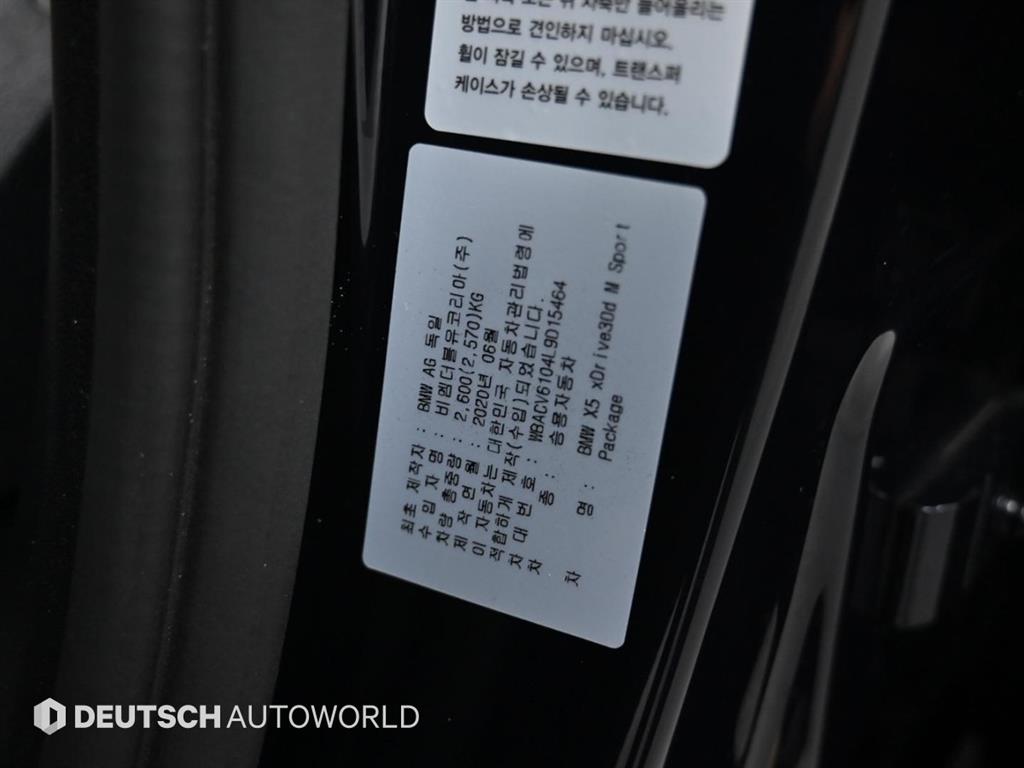 방법으로 견인하지 마십시오.
휠이 잠길 수 있으며, 트랜스퍼
케이스가 손상될 수 있습니다.
최초 제작자 : BMW AG 독일
수 입 자 명 : 비엠더블유코리아(주)
차량 총중량 : 2,600(2,570)KG
제 작 연 월 : 2020년 06월
이 자동차는 대한민국 자동차관리법령에
적합하게 제작(수입)되었습니다.
차 대 번 호 : WBACV6104L9D15464
차 종 : 승용자동차
차 명 : BMW X5 xDrive30d M Sport
Package
DEUTSCH AUTOWORLD